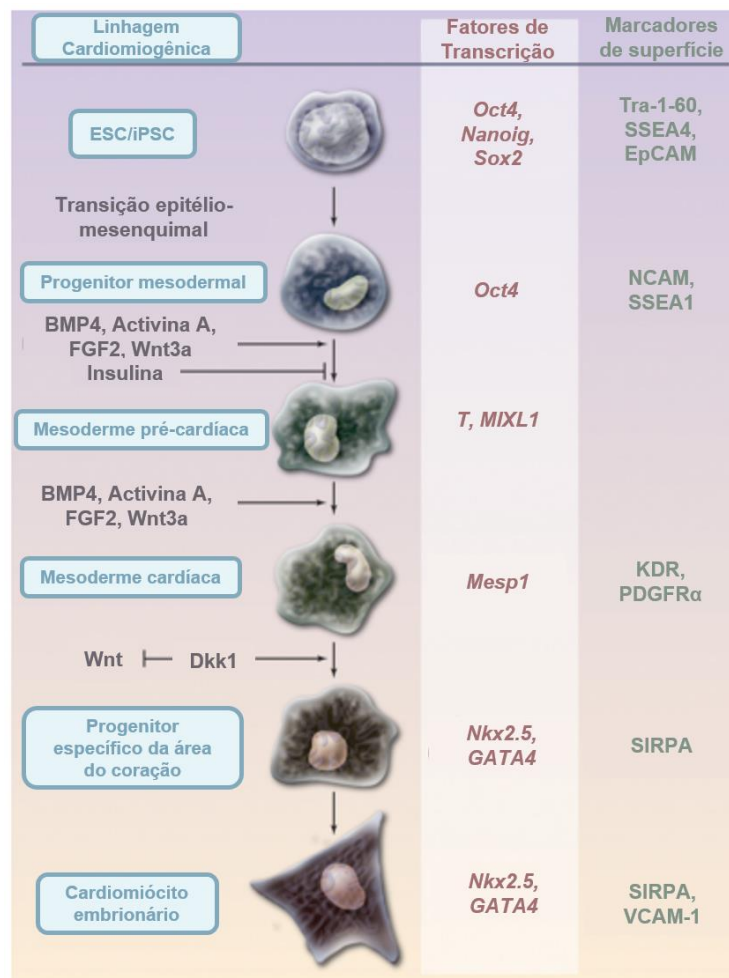 Linhagem
Cardiomiogênica
Fatores de
Transcrição
Marcadores
de superfície
ESC/iPSC
Oct4,
Nanoig,
Sox2
Tra-1-60,
SSEA4,
EpCAM
Transição epitélio-
mesenquimal
Progenitor mesodermal
Oct4
NCAM,
SSEA1
BMP4, Activina A,
FGF2, Wnt3a
Insulina
Mesoderme pré-cardíaca
T, MIXL1
BMP4, Activina A,
FGF2, Wnt3a
Mesoderme cardíaca
Mesp1
KDR,
PDGFRα
Wnt
Dkk1
Progenitor
específico da área
do coração
Nkx2.5,
GATA4
SIRPA
Cardiomiócito
embrionário
Nkx2.5,
GATA4
SIRPA,
VCAM-1